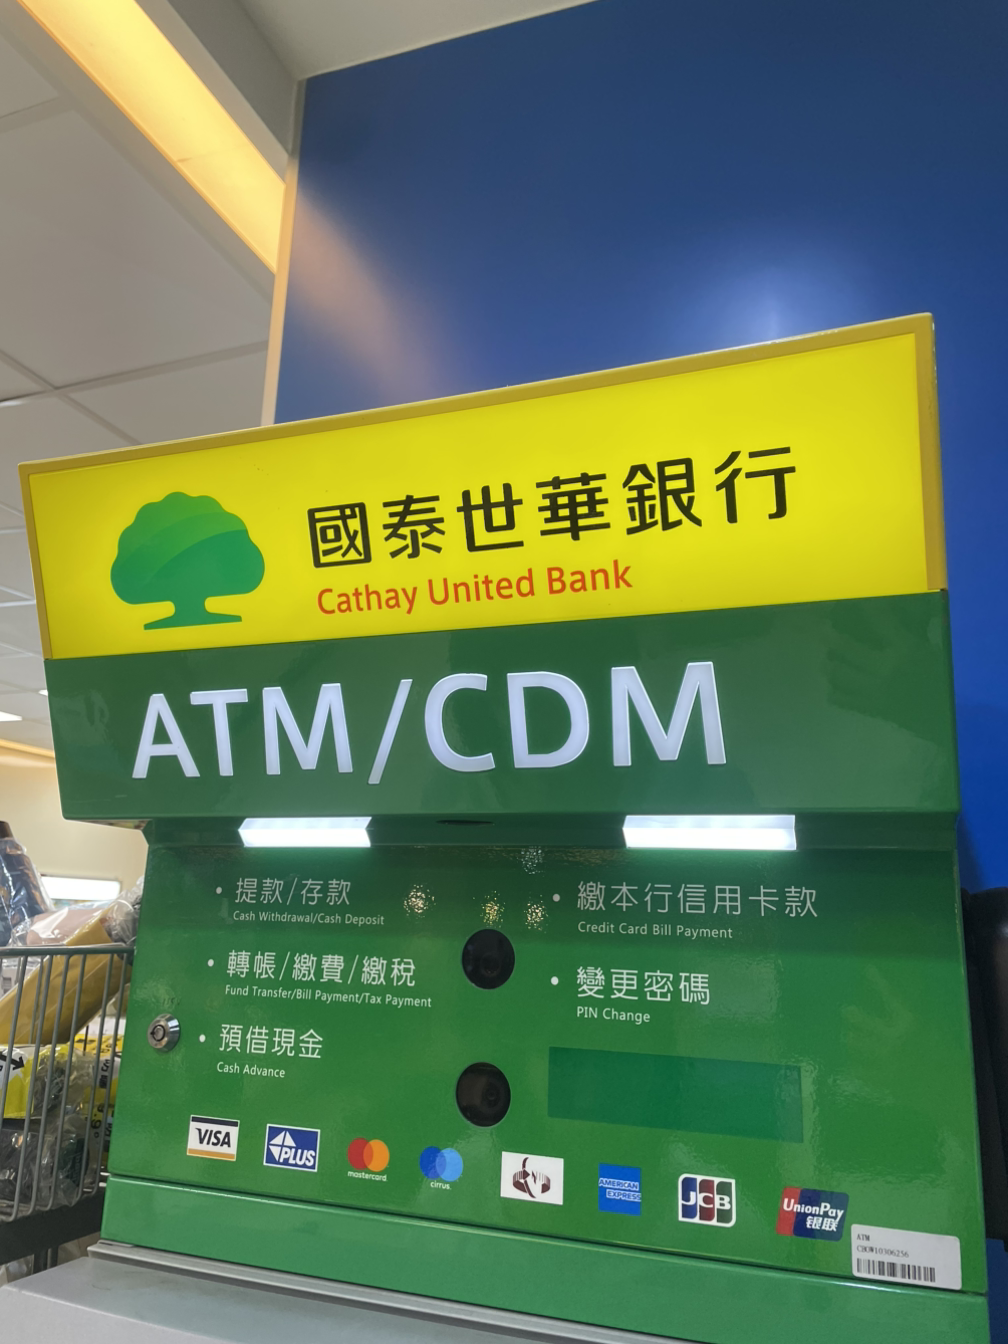 國泰世華銀行
Cathay United Bank
ATM/CDM
• 提款/存款
Cash Withdrawal/Cash Deposit
• 轉帳/繳費/繳稅
Fund Transfer/Bill Payment/Tax Payment
• 預借現金
Cash Advance
• 繳本行信用卡款
Credit Card Bill Payment
• 變更密碼
PIN Change
VISA
PLUS
mastercard
cirrus
AMERICAN
EXPRESS
JCB
UnionPay
银联
ATM